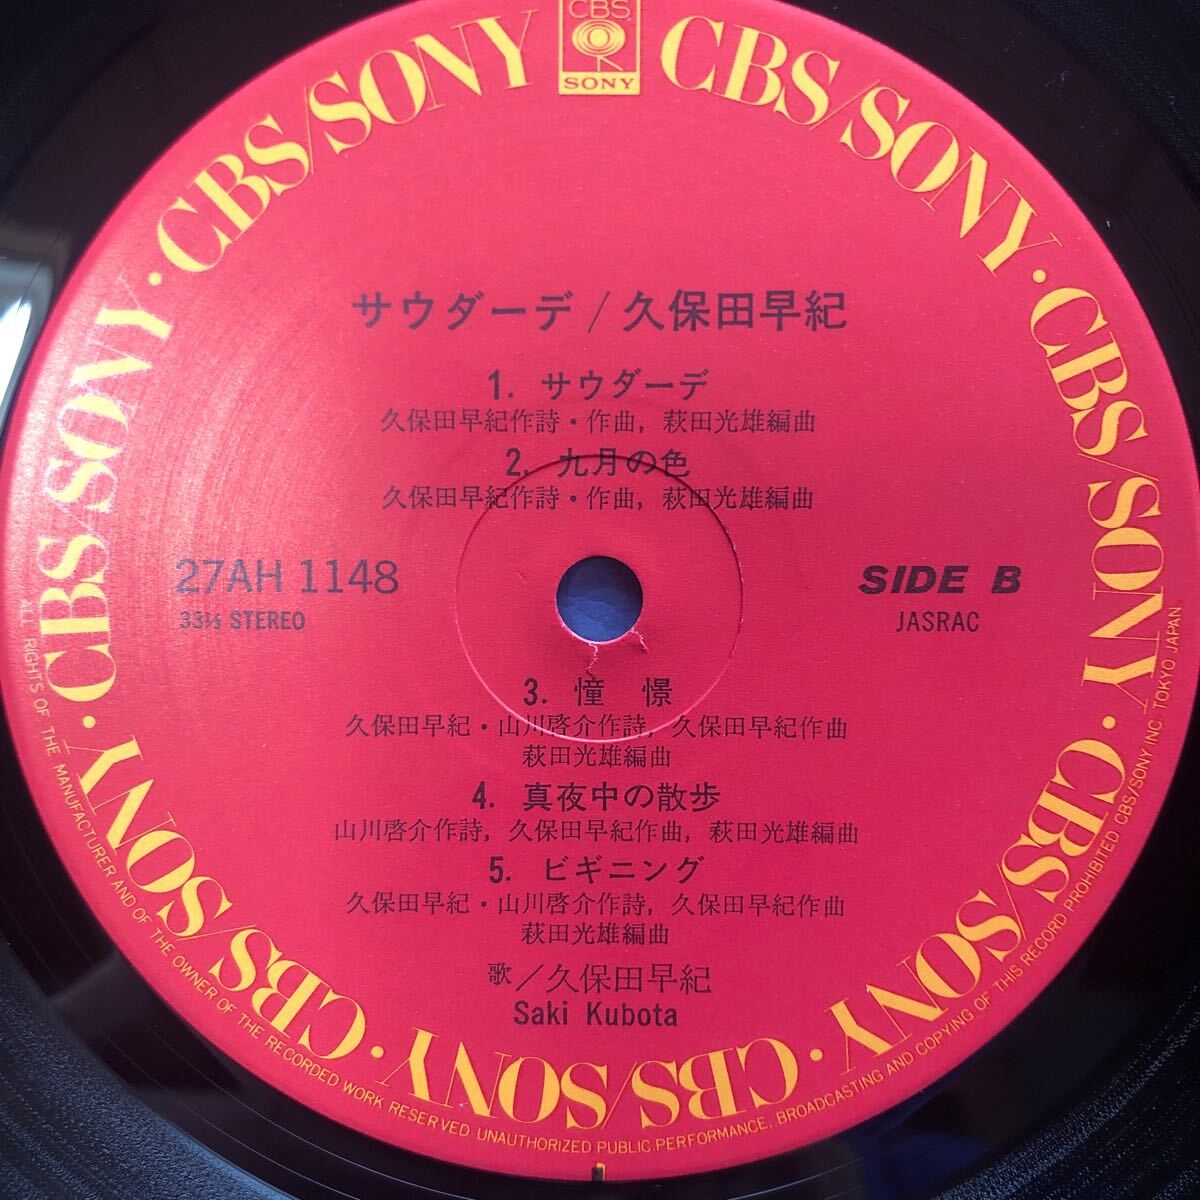 CBS
SONY
CBS/SONY · CBS/SONY · CBS/SONY · CBS/SONY · CBS/SONY · CBS/SONY · CBS/SONY · CBS/SONY · CBS/SONY
サウダーデ/久保田早紀
1. サウダーデ
久保田早紀作詩・作曲, 萩田光雄編曲
2. 九月の色
久保田早紀作詩・作曲, 萩田光雄編曲
27AH 1148
33⅓ STEREO
SIDE B
JASRAC
3. 憧 憬
久保田早紀・山川啓介作詩, 久保田早紀作曲
萩田光雄編曲
4. 真夜中の散歩
山川啓介作詩, 久保田早紀作曲, 萩田光雄編曲
5. ビギニング
久保田早紀・山川啓介作詩, 久保田早紀作曲
萩田光雄編曲
歌/久保田早紀
Saki Kubota
ALL RIGHTS OF THE MANUFACTURER AND OF THE OWNER OF THE RECORDED WORK RESERVED. UNAUTHORIZED PUBLIC PERFORMANCE, BROADCASTING AND COPYING OF THIS RECORD PROHIBITED CBS/SONY INC. TOKYO JAPAN